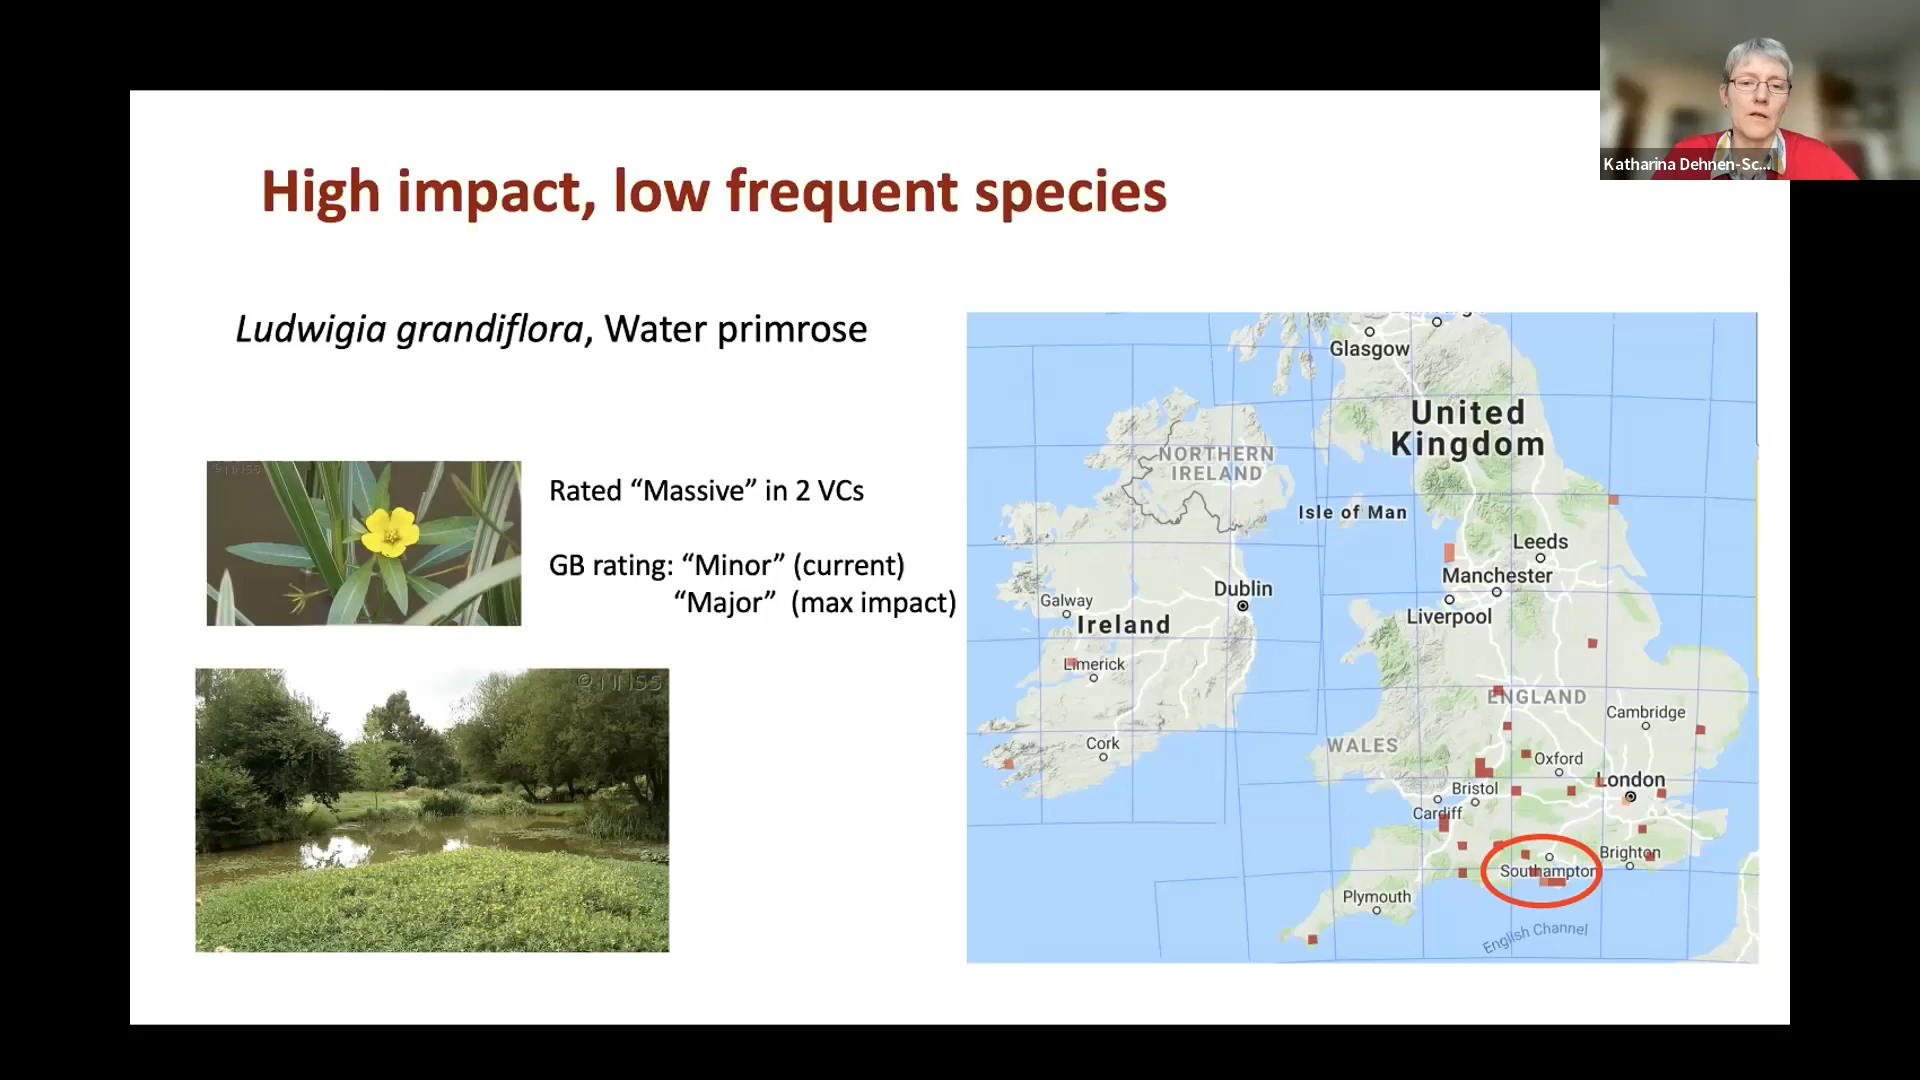 Katharina Dehnen-Sc...
High impact, low frequent species
Ludwigia grandiflora, Water primrose
©NNSS
Rated “Massive” in 2 VCs
GB rating: “Minor” (current)
“Major” (max impact)
©NNSS
Glasgow
United
Kingdom
NORTHERN
IRELAND
Isle of Man
Leeds
Manchester
Dublin
Galway
Liverpool
Ireland
Limerick
ENGLAND
Cambridge
Cork
WALES
Oxford
London
Bristol
Cardiff
Brighton
Southampton
Plymouth
English Channel